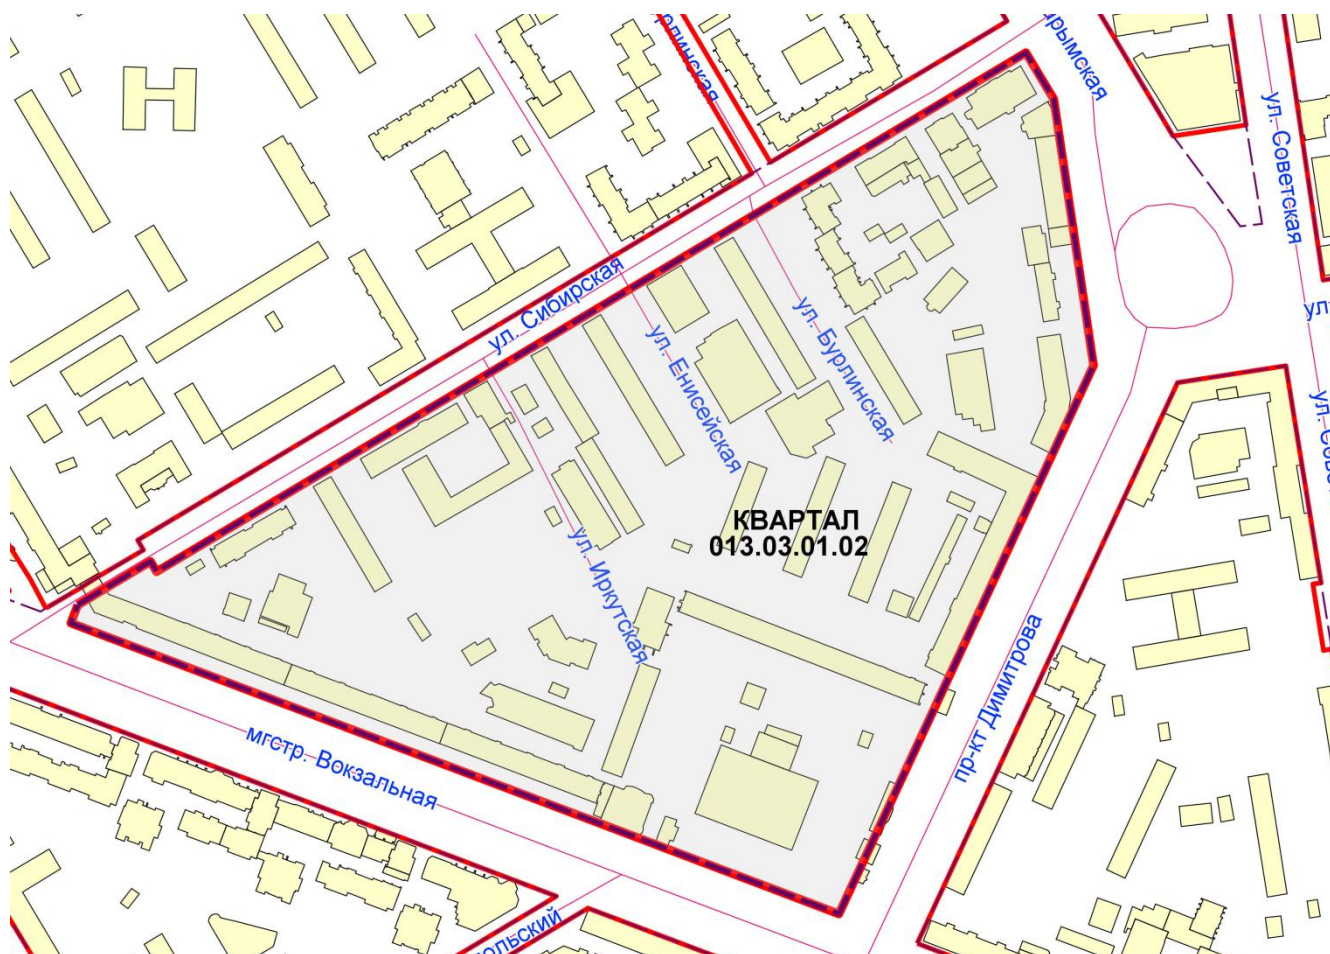 ул. Советская
ул. Сибирская
ул. Енисейская
ул. Бурлинская
КВАРТАЛ
013.03.01.02
ул. Иркутская
пр-кт Димитрова
мгстр. Вокзальная